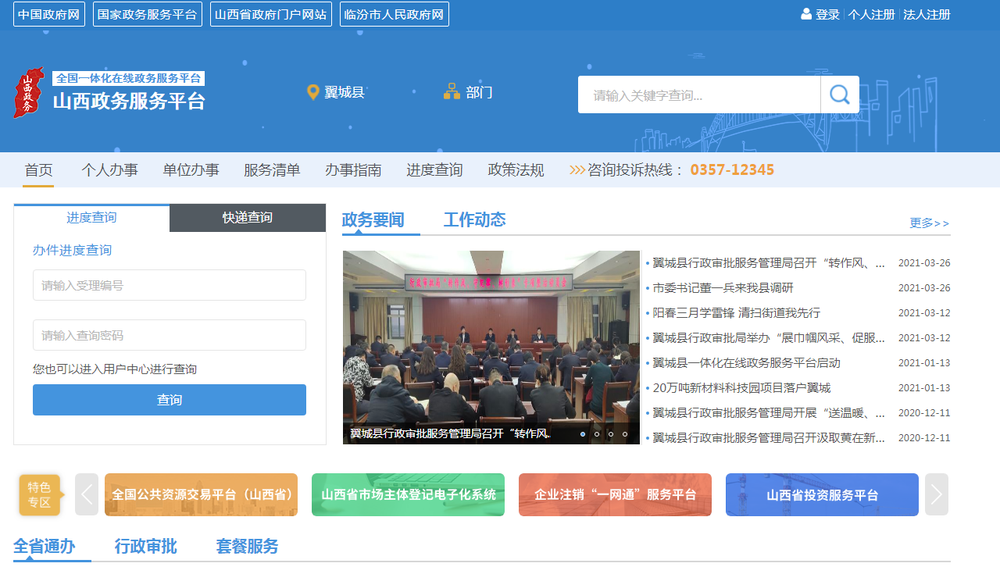 中国政府网 国家政务服务平台 山西省政府门户网站 临汾市人民政府网 登录 个人注册 法人注册
山西政务
全国一体化在线政务服务平台
山西政务服务平台
翼城县 部门 请输入关键字查询...
首页 个人办事 单位办事 服务清单 办事指南 进度查询 政策法规 咨询投诉热线： 0357-12345
进度查询 快递查询
办件进度查询
请输入受理编号
请输入查询密码
您也可以进入用户中心进行查询
查询
政务要闻 工作动态 更多>>
翼城县行政审批服务管理局召开“转作风..
翼城县行政审批服务管理局召开“转作风、... 2021-03-26
市委书记董一兵来我县调研 2021-03-26
阳春三月学雷锋 清扫街道我先行 2021-03-12
翼城县行政审批局举办“展巾帼风采、促服... 2021-03-12
翼城县一体化在线政务服务平台启动 2021-01-13
20万吨新材料科技园项目落户翼城 2021-01-13
翼城县行政审批服务管理局开展“送温暖、... 2020-12-11
翼城县行政审批服务管理局召开汲取黄在新... 2020-12-11
特色
专区
全国公共资源交易平台（山西省） 山西省市场主体登记电子化系统 企业注销“一网通”服务平台 山西省投资服务平台
全省通办 行政审批 套餐服务